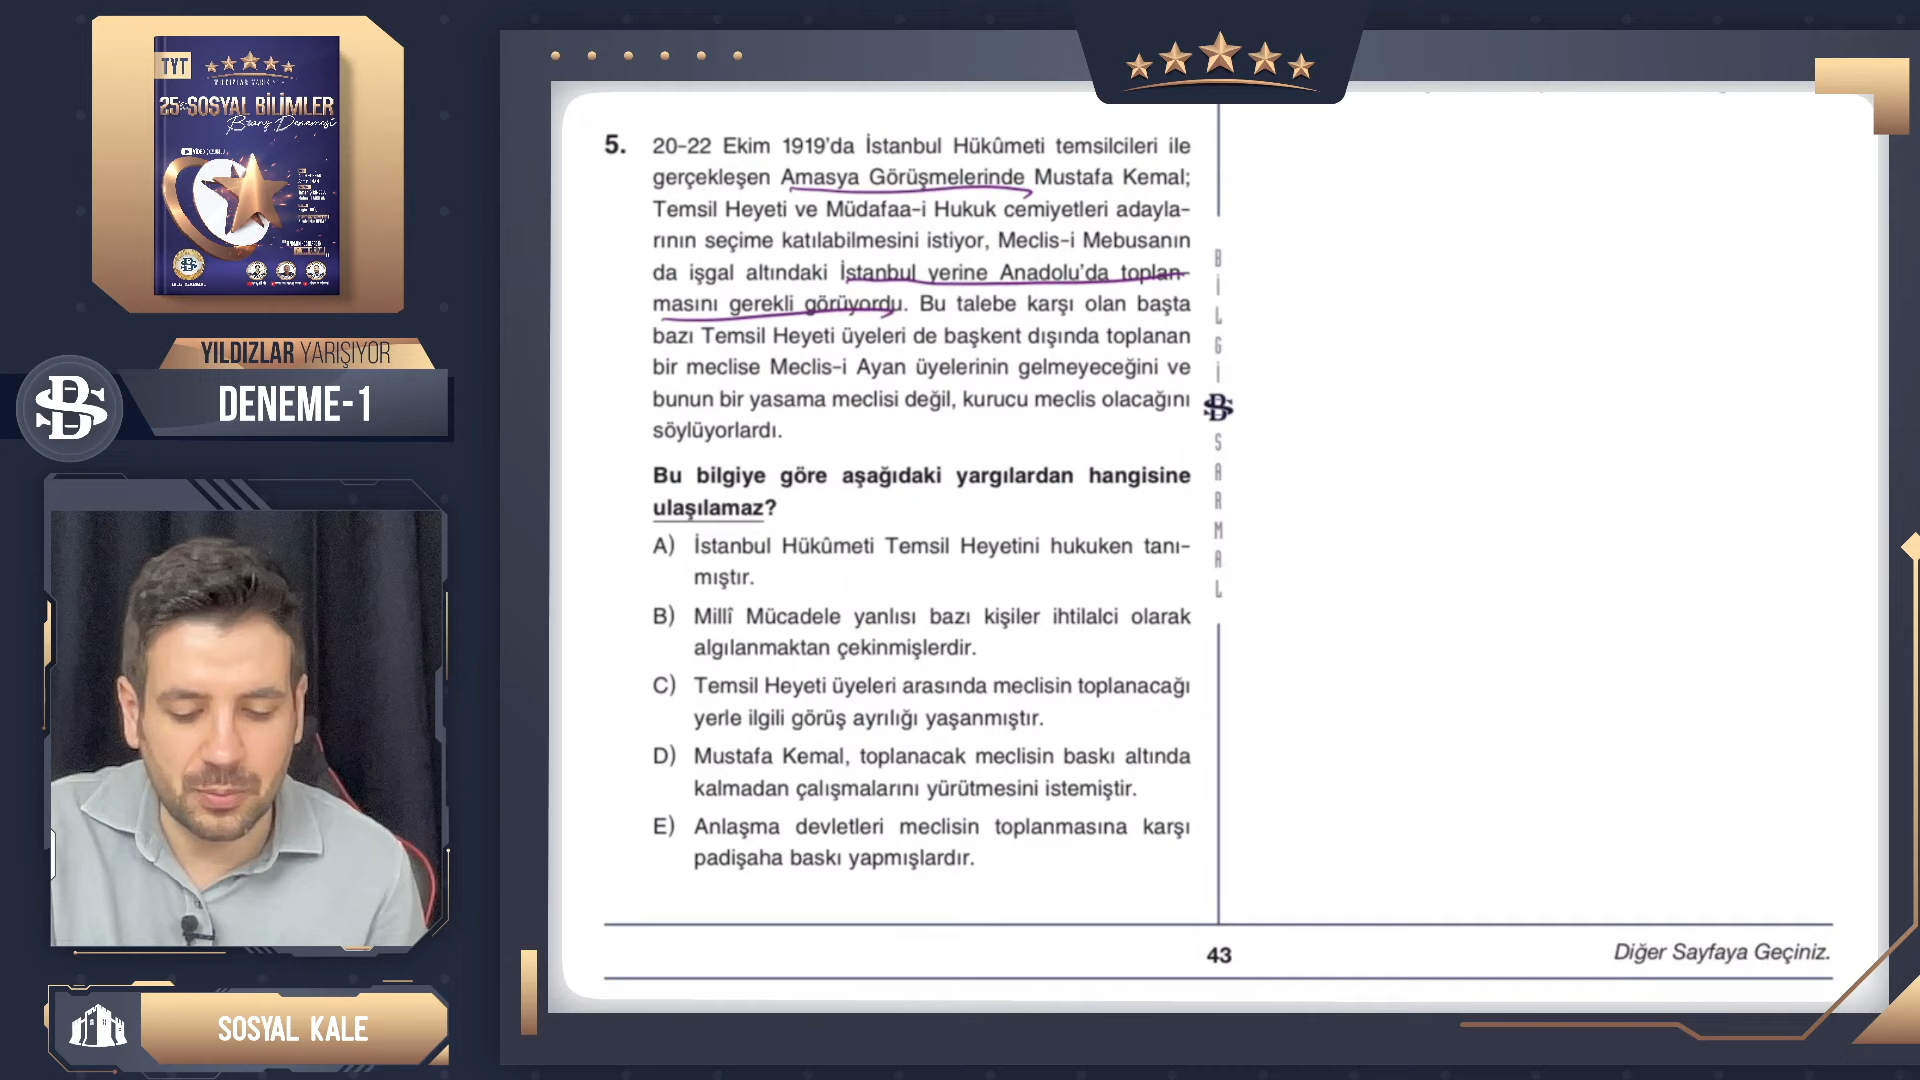 TYT
YILDIZLAR YARIŞIYOR
25'li SOSYAL BİLİMLER
Branş Denemesi
YILDIZLAR YARIŞIYOR
DENEME-1
SOSYAL KALE
5. 20-22 Ekim 1919'da İstanbul Hükûmeti temsilcileri ile
gerçekleşen Amasya Görüşmelerinde Mustafa Kemal;
Temsil Heyeti ve Müdafaa-i Hukuk cemiyetleri adayla-
rının seçime katılabilmesini istiyor, Meclis-i Mebusanın
da işgal altındaki İstanbul yerine Anadolu'da toplan-
masını gerekli görüyordu. Bu talebe karşı olan başta
bazı Temsil Heyeti üyeleri de başkent dışında toplanan
bir meclise Meclis-i Ayan üyelerinin gelmeyeceğini ve
bunun bir yasama meclisi değil, kurucu meclis olacağını
söylüyorlardı.
Bu bilgiye göre aşağıdaki yargılardan hangisine
ulaşılamaz?
A) İstanbul Hükûmeti Temsil Heyetini hukuken tanı-
mıştır.
B) Millî Mücadele yanlısı bazı kişiler ihtilalci olarak
algılanmaktan çekinmişlerdir.
C) Temsil Heyeti üyeleri arasında meclisin toplanacağı
yerle ilgili görüş ayrılığı yaşanmıştır.
D) Mustafa Kemal, toplanacak meclisin baskı altında
kalmadan çalışmalarını yürütmesini istemiştir.
E) Anlaşma devletleri meclisin toplanmasına karşı
padişaha baskı yapmışlardır.
BİLGİ SARMAL
43
Diğer Sayfaya Geçiniz.